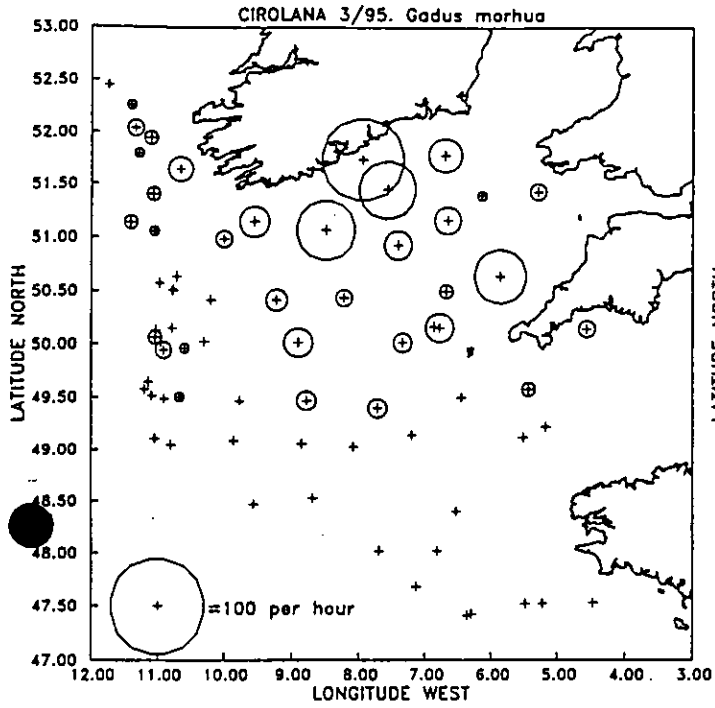 CIROLANA 3/95. Gadus morhua
53.00
52.50
52.00
51.50
51.00
50.50
50.00
49.50
49.00
48.50
48.00
47.50
47.00
LATITUDE NORTH
=100 per hour
12.00 11.00 10.00 9.00 8.00 7.00 6.00 5.00 4.00 3.00
LONGITUDE WEST
LATITUDE NORTH